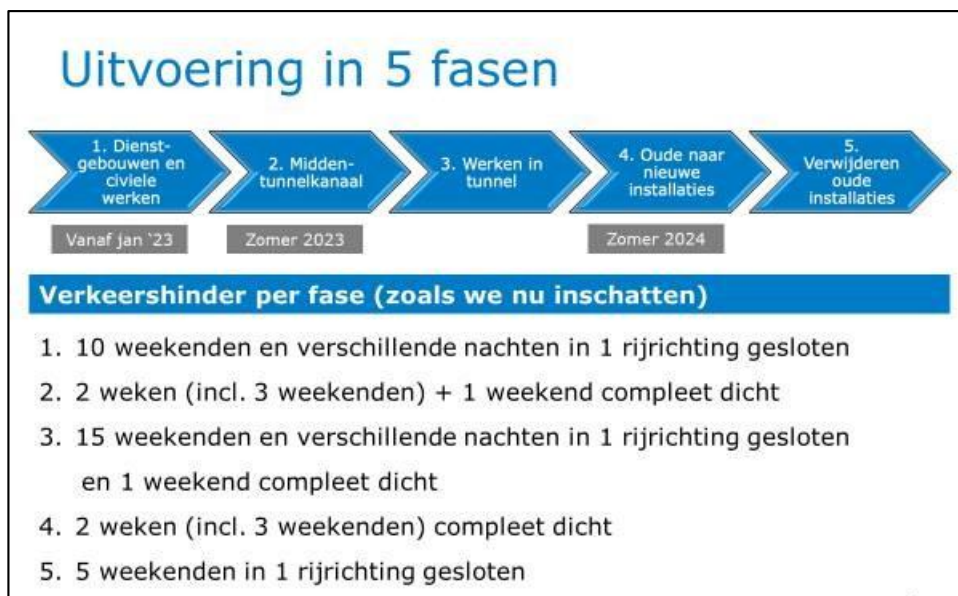 Uitvoering in 5 fasen
1. Dienst-
gebouwen en
civiele
werken
2. Midden-
tunnelkanaal
3. Werken in
tunnel
4. Oude naar
nieuwe
installaties
5.
Verwijderen
oude
installaties
Vanaf jan `23
Zomer 2023
Zomer 2024
Verkeershinder per fase (zoals we nu inschatten)
1. 10 weekenden en verschillende nachten in 1 rijrichting gesloten
2. 2 weken (incl. 3 weekenden) + 1 weekend compleet dicht
3. 15 weekenden en verschillende nachten in 1 rijrichting gesloten
en 1 weekend compleet dicht
4. 2 weken (incl. 3 weekenden) compleet dicht
5. 5 weekenden in 1 rijrichting gesloten